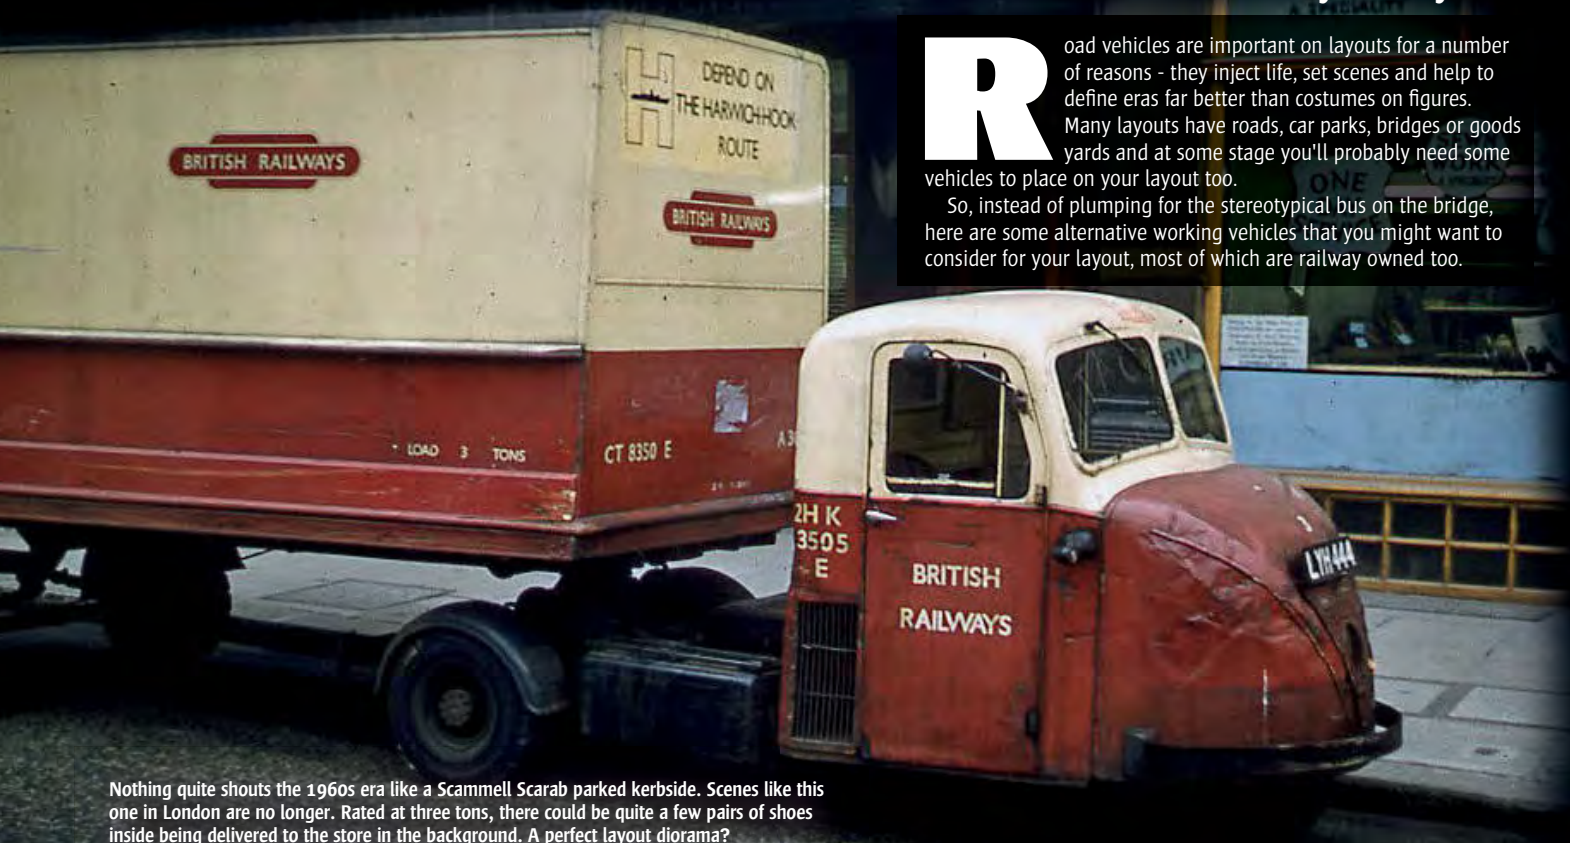 Road vehicles are important on layouts for a number
of reasons - they inject life, set scenes and help to
define eras far better than costumes on figures.
Many layouts have roads, car parks, bridges or goods
yards and at some stage you'll probably need some
vehicles to place on your layout too.
So, instead of plumping for the stereotypical bus on the bridge,
here are some alternative working vehicles that you might want to
consider for your layout, most of which are railway owned too.
A SPECIALITY
ONE
WORK
DEPEND ON
THE HARWICH-HOOK
ROUTE
BRITISH RAILWAYS
BRITISH RAILWAYS
LOAD 3 TONS
CT 8350 E
2H K
3505
E
BRITISH
RAILWAYS
LYH 444
Nothing quite shouts the 1960s era like a Scammell Scarab parked kerbside. Scenes like this
one in London are no longer. Rated at three tons, there could be quite a few pairs of shoes
inside being delivered to the store in the background. A perfect layout diorama?